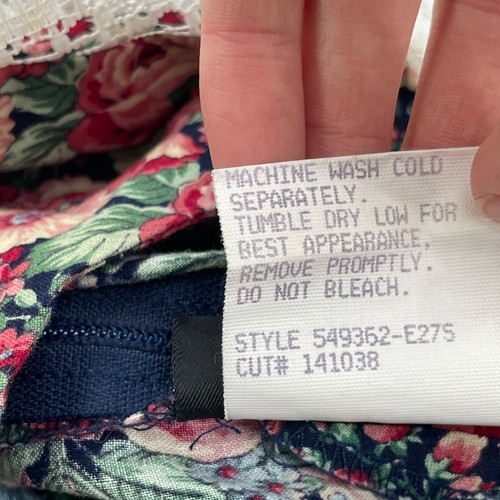 MACHINE WASH COLD
SEPARATELY.
TUMBLE DRY LOW FOR
BEST APPEARANCE,
REMOVE PROMPTLY.
DO NOT BLEACH.
STYLE 549362-E27S
CUT# 141038